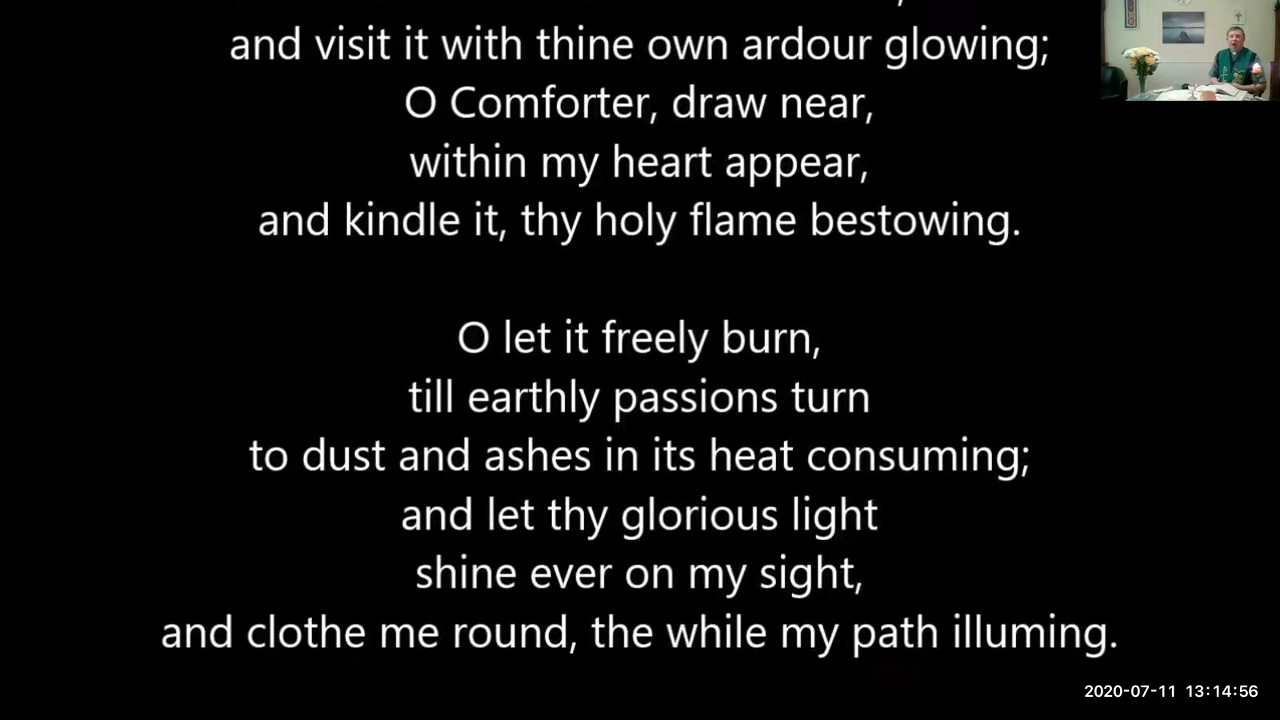 and visit it with thine own ardour glowing;
O Comforter, draw near,
within my heart appear,
and kindle it, thy holy flame bestowing.
O let it freely burn,
till earthly passions turn
to dust and ashes in its heat consuming;
and let thy glorious light
shine ever on my sight,
and clothe me round, the while my path illuming.
2020-07-11 13:14:56